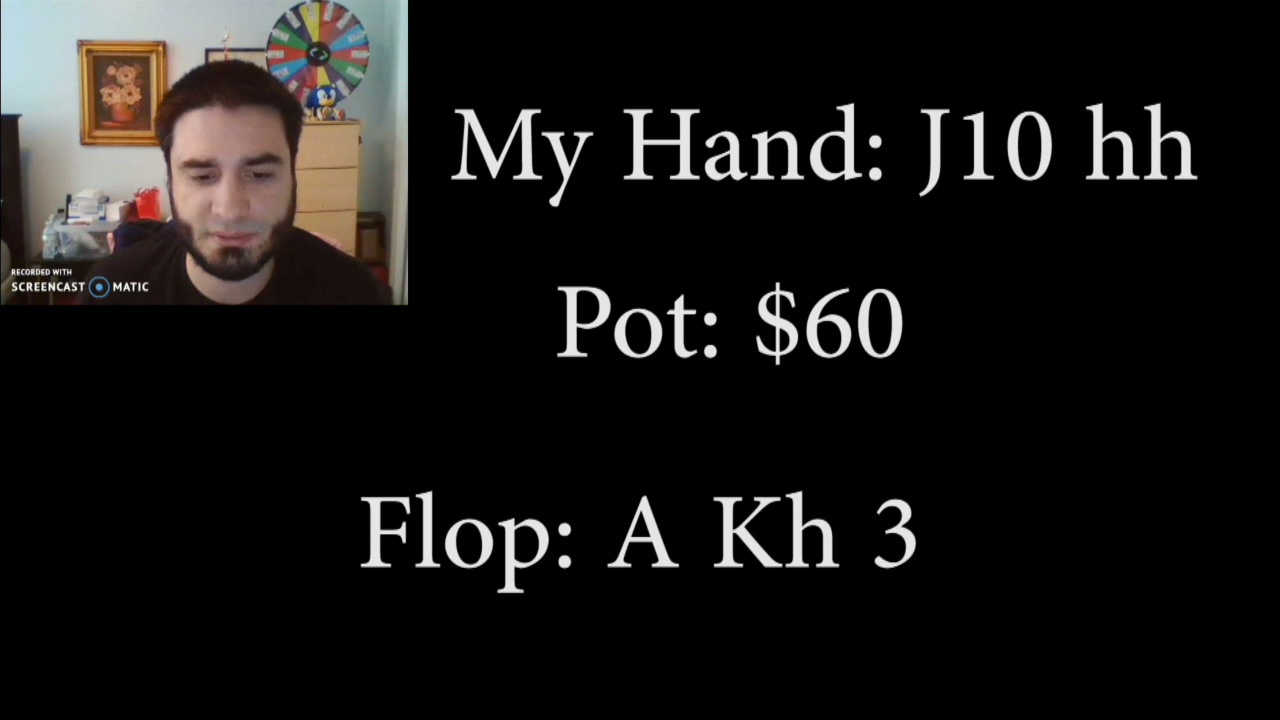 My Hand: J10 hh
Pot: $60
Flop: A Kh 3
RECORDED WITH
SCREENCAST MATIC